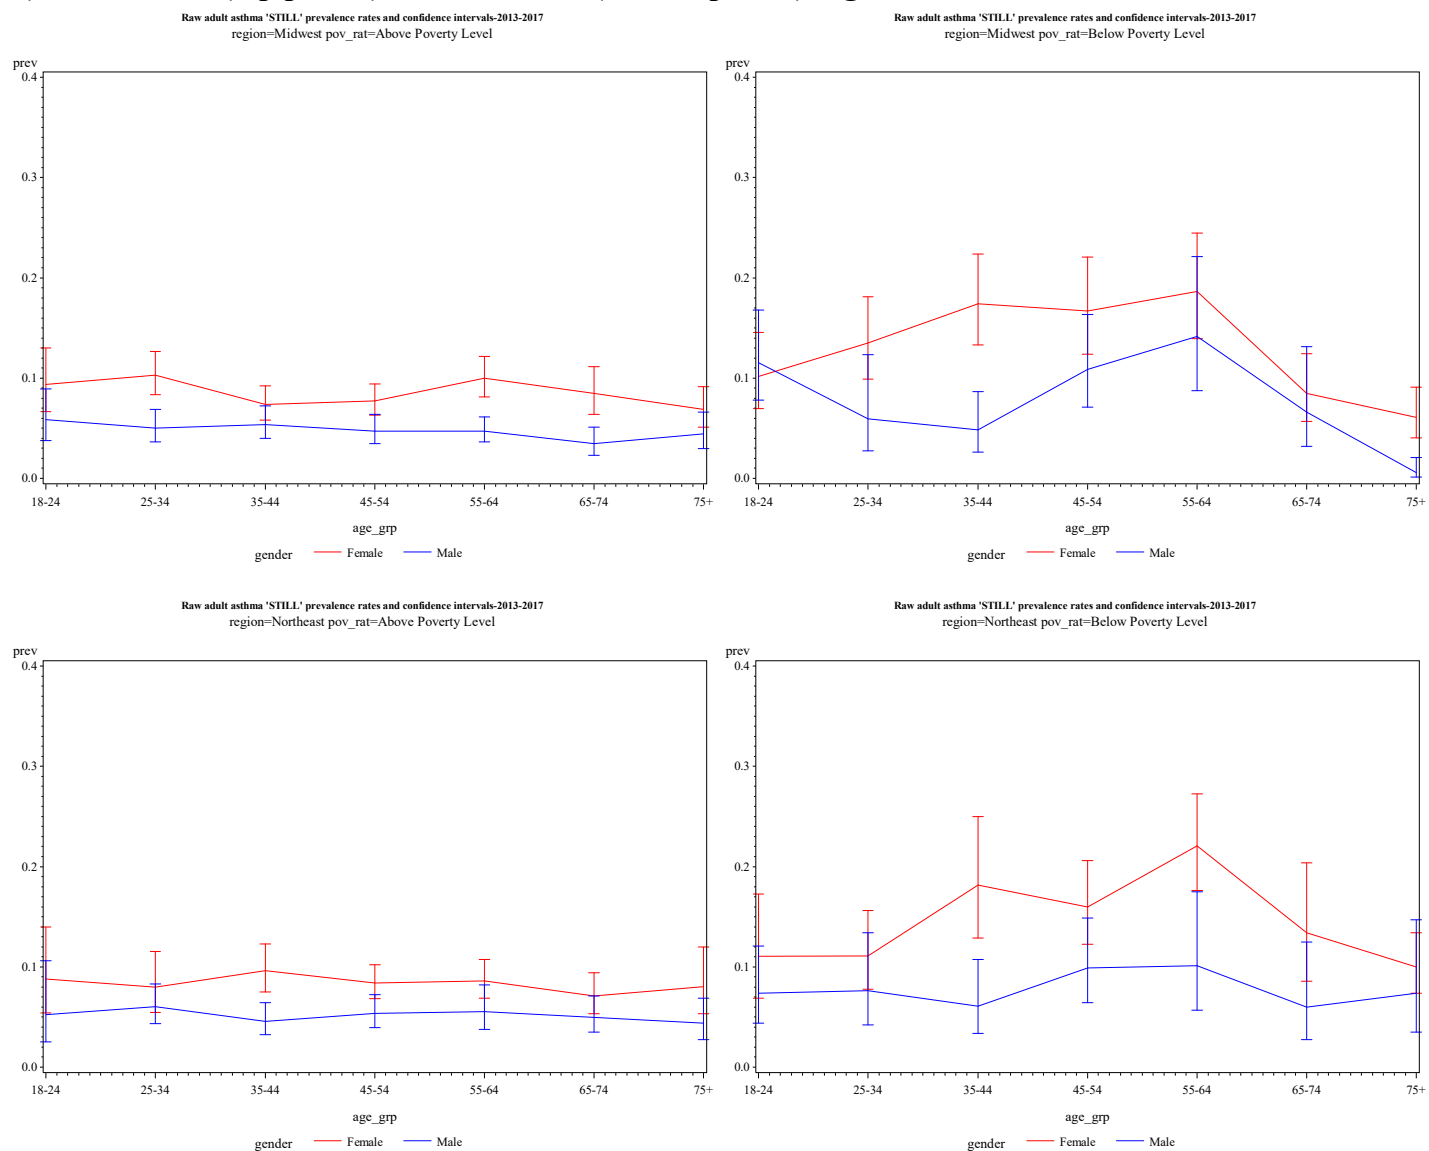 Raw adult asthma 'STILL' prevalence rates and confidence intervals-2013-2017
region=Midwest pov_rat=Above Poverty Level
prev
0.4
0.3
0.2
0.1
0.0
18-24 25-34 35-44 45-54 55-64 65-74 75+
age_grp
gender Female Male
Raw adult asthma 'STILL' prevalence rates and confidence intervals-2013-2017
region=Midwest pov_rat=Below Poverty Level
prev
0.4
0.3
0.2
0.1
0.0
18-24 25-34 35-44 45-54 55-64 65-74 75+
age_grp
gender Female Male
Raw adult asthma 'STILL' prevalence rates and confidence intervals-2013-2017
region=Northeast pov_rat=Above Poverty Level
prev
0.4
0.3
0.2
0.1
0.0
18-24 25-34 35-44 45-54 55-64 65-74 75+
age_grp
gender Female Male
Raw adult asthma 'STILL' prevalence rates and confidence intervals-2013-2017
region=Northeast pov_rat=Below Poverty Level
prev
0.4
0.3
0.2
0.1
0.0
18-24 25-34 35-44 45-54 55-64 65-74 75+
age_grp
gender Female Male